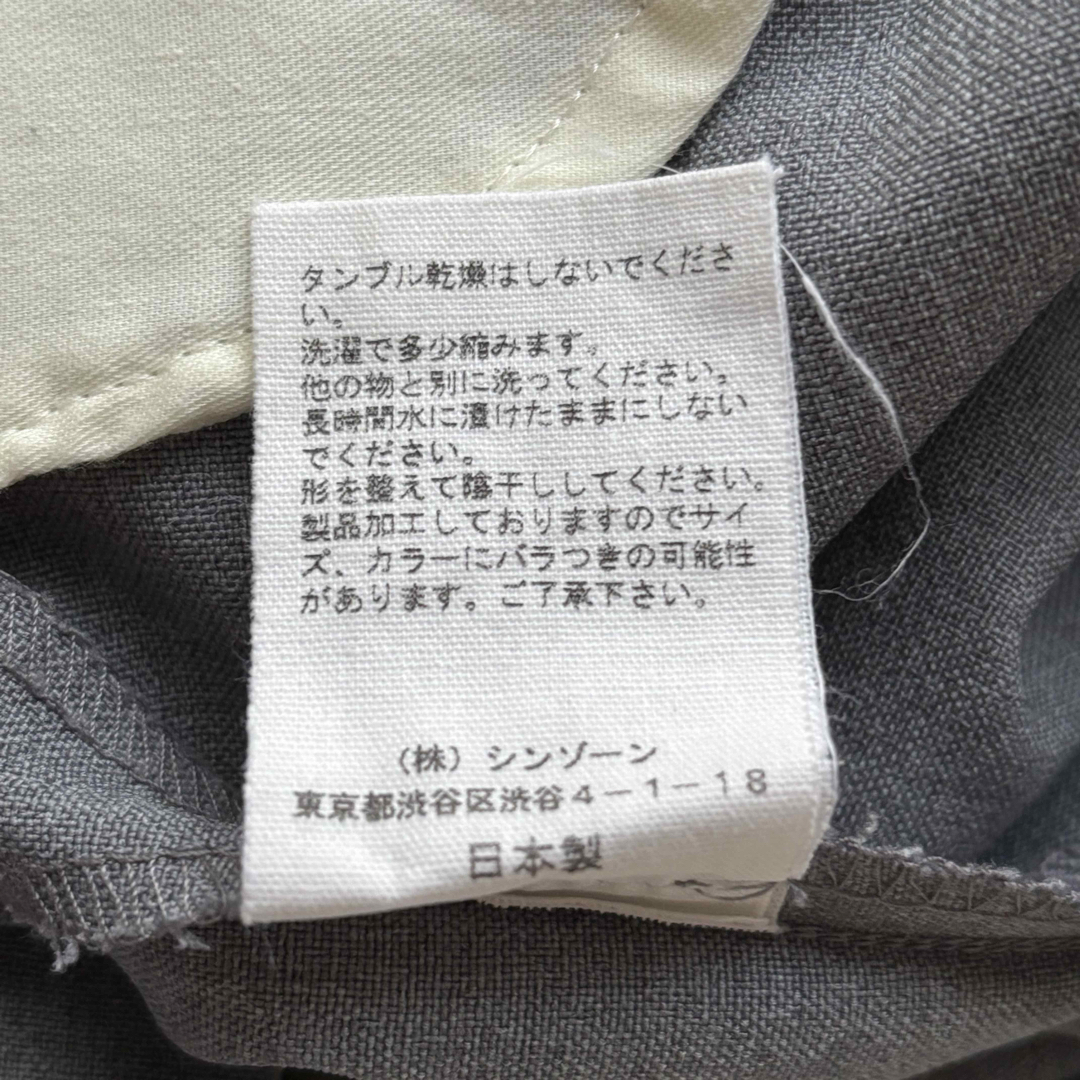 タンブル乾燥はしないでくださ
い。
洗濯で多少縮みます。
他の物と別に洗ってください。
長時間水に漬けたままにしない
でください。
形を整えて陰干ししてください。
製品加工しておりますのでサイ
ズ、カラーにバラつきの可能性
があります。ご了承下さい。
(株) シンゾーン
東京都渋谷区渋谷4-1-18
日本製